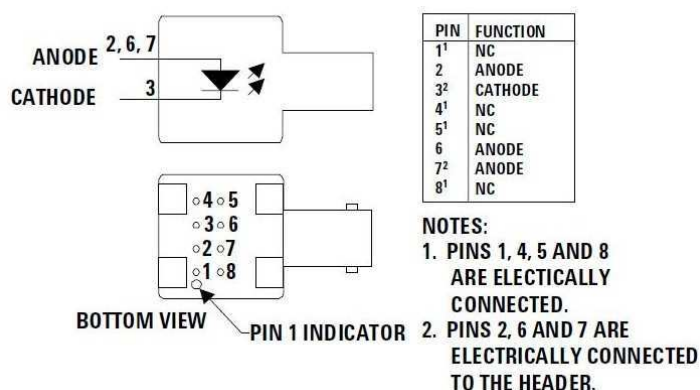 ANODE 2, 6, 7
CATHODE 3
4 5
3 6
2 7
1 8
BOTTOM VIEW
PIN 1 INDICATOR
PIN FUNCTION
1¹ NC
2 ANODE
3² CATHODE
4¹ NC
5¹ NC
6 ANODE
7² ANODE
8¹ NC
NOTES:
1. PINS 1, 4, 5 AND 8
ARE ELECTICALLY
CONNECTED.
2. PINS 2, 6 AND 7 ARE
ELECTRICALLY CONNECTED
TO THE HEADER.